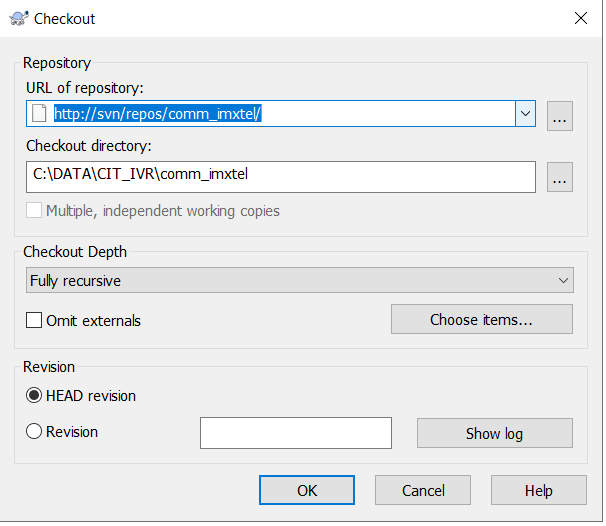 Checkout
Repository
URL of repository:
http://svn/repos/comm_imxtel/
...
Checkout directory:
C:\DATA\CIT_IVR\comm_imxtel
...
Multiple, independent working copies
Checkout Depth
Fully recursive
Omit externals
Choose items...
Revision
HEAD revision
Revision
Show log
OK
Cancel
Help